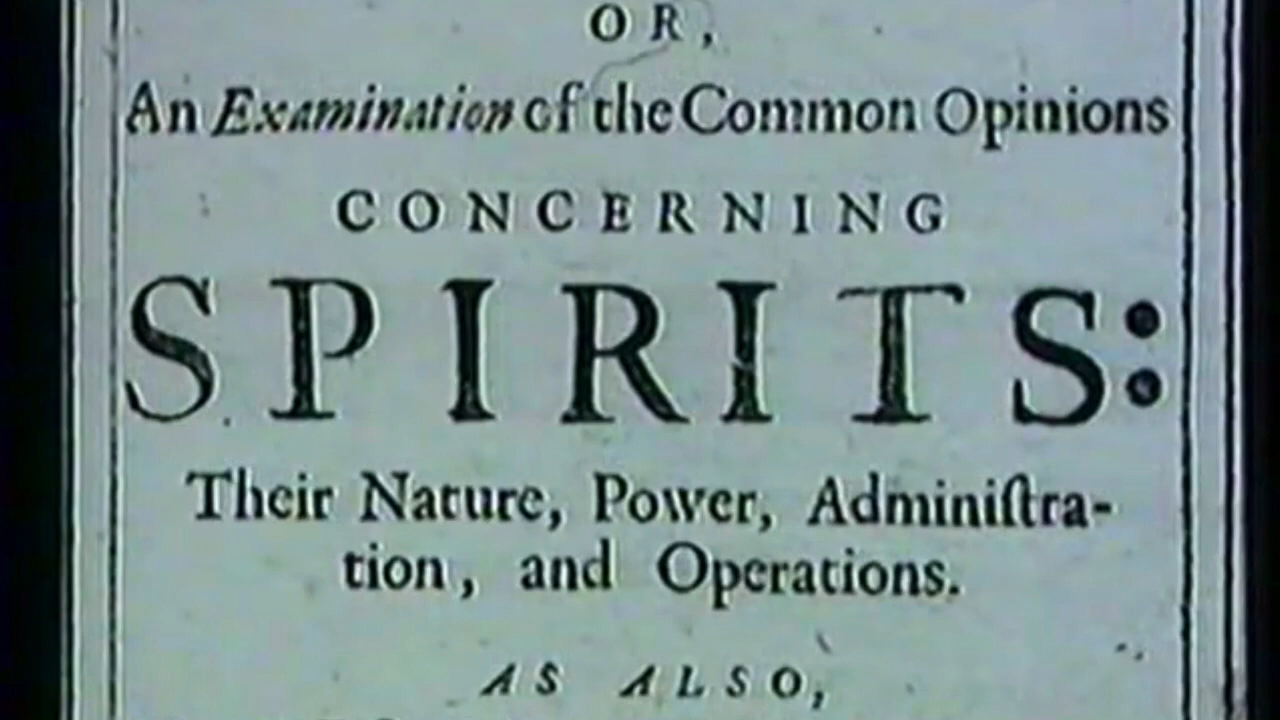 OR,
An Examination of the Common Opinions
CONCERNING
SPIRITS:
Their Nature, Power, Adminiſtra-
tion, and Operations.
AS ALSO,